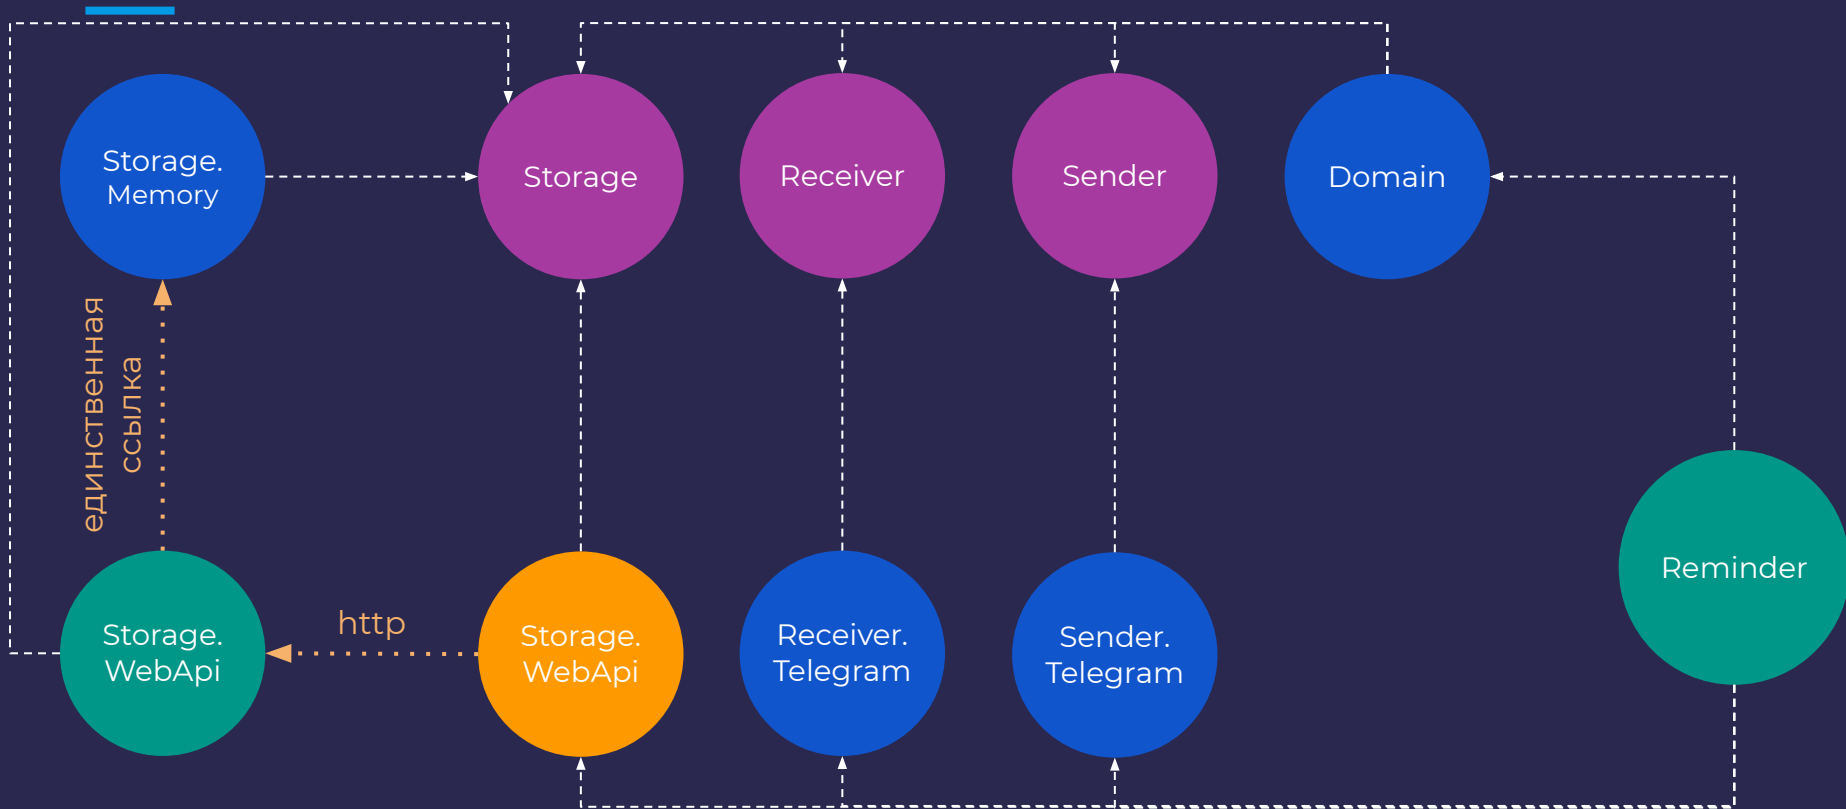 Storage.
Memory
Storage
Receiver
Sender
Domain
единственная
ссылка
Reminder
http
Storage.
WebApi
Storage.
WebApi
Receiver.
Telegram
Sender.
Telegram